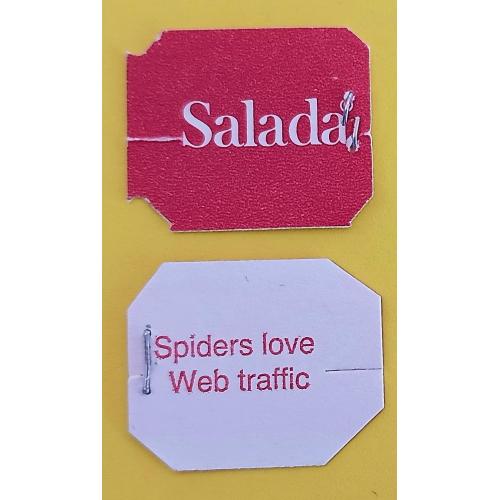 Salada
Spiders love
Web traffic